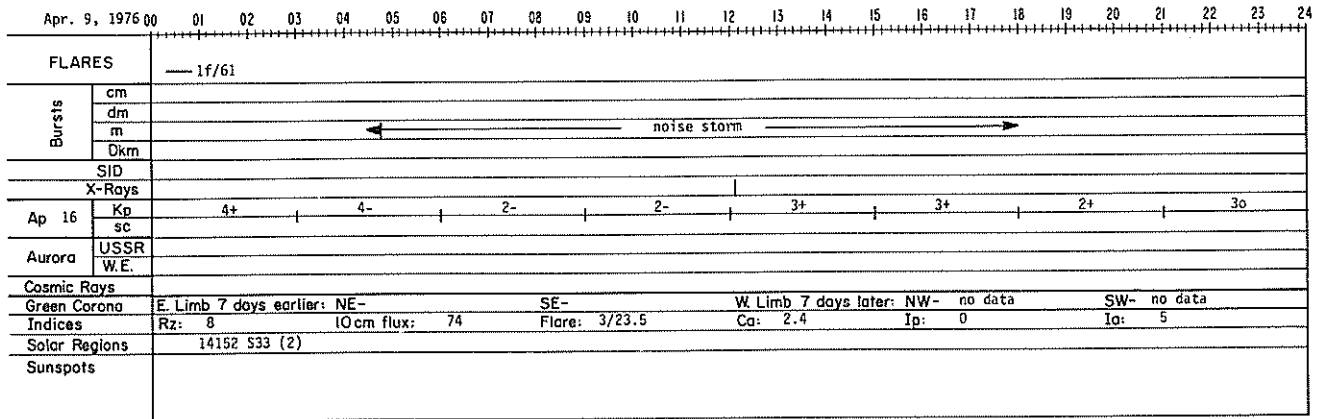 Apr. 9, 1976 00 01 02 03 04 05 06 07 08 09 10 11 12 13 14 15 16 17 18 19 20 21 22 23 24
FLARES
1f/61
Bursts
cm
dm
m noise storm
Dkm
SID
X-Rays
Ap 16
Kp 4+ 4- 2- 2- 3+ 3+ 2+ 3o
sc
Aurora
USSR
W.E.
Cosmic Rays
Green Corona E. Limb 7 days earlier: NE- SE- W. Limb 7 days later: NW- no data SW- no data
Indices Rz: 8 10cm flux: 74 Flare: 3/23.5 Ca: 2.4 Ip: 0 Ia: 5
Solar Regions 14152 S33 (2)
Sunspots